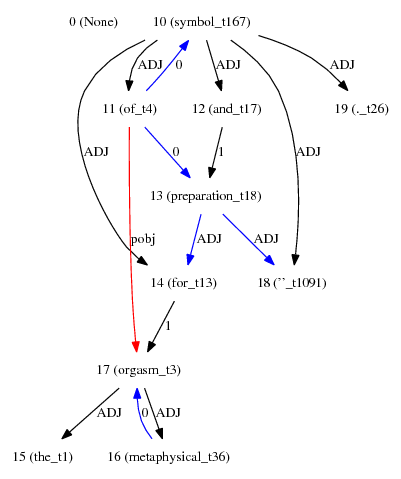 0 (None) 10 (symbol_t167)
ADJ 0 ADJ ADJ
11 (of_t4) 12 (and_t17) 19 (._t26)
ADJ 0 1 ADJ
13 (preparation_t18)
pobj ADJ ADJ
14 (for_t13) 18 (''_t1091)
1
17 (orgasm_t3)
ADJ 0 ADJ
15 (the_t1) 16 (metaphysical_t36)